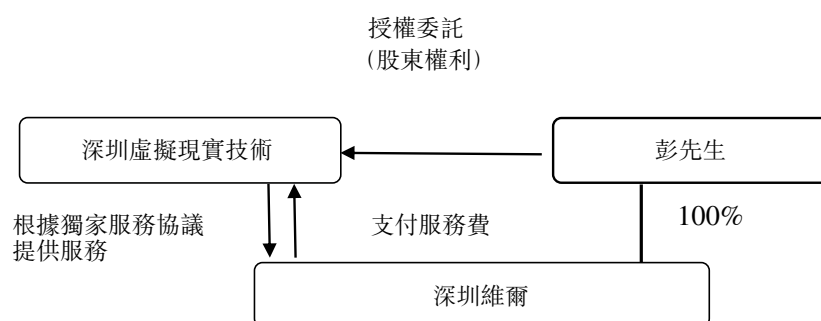 授權委託
(股東權利)
深圳虛擬現實技術
彭先生
根據獨家服務協議
提供服務
支付服務費
100%
深圳維爾